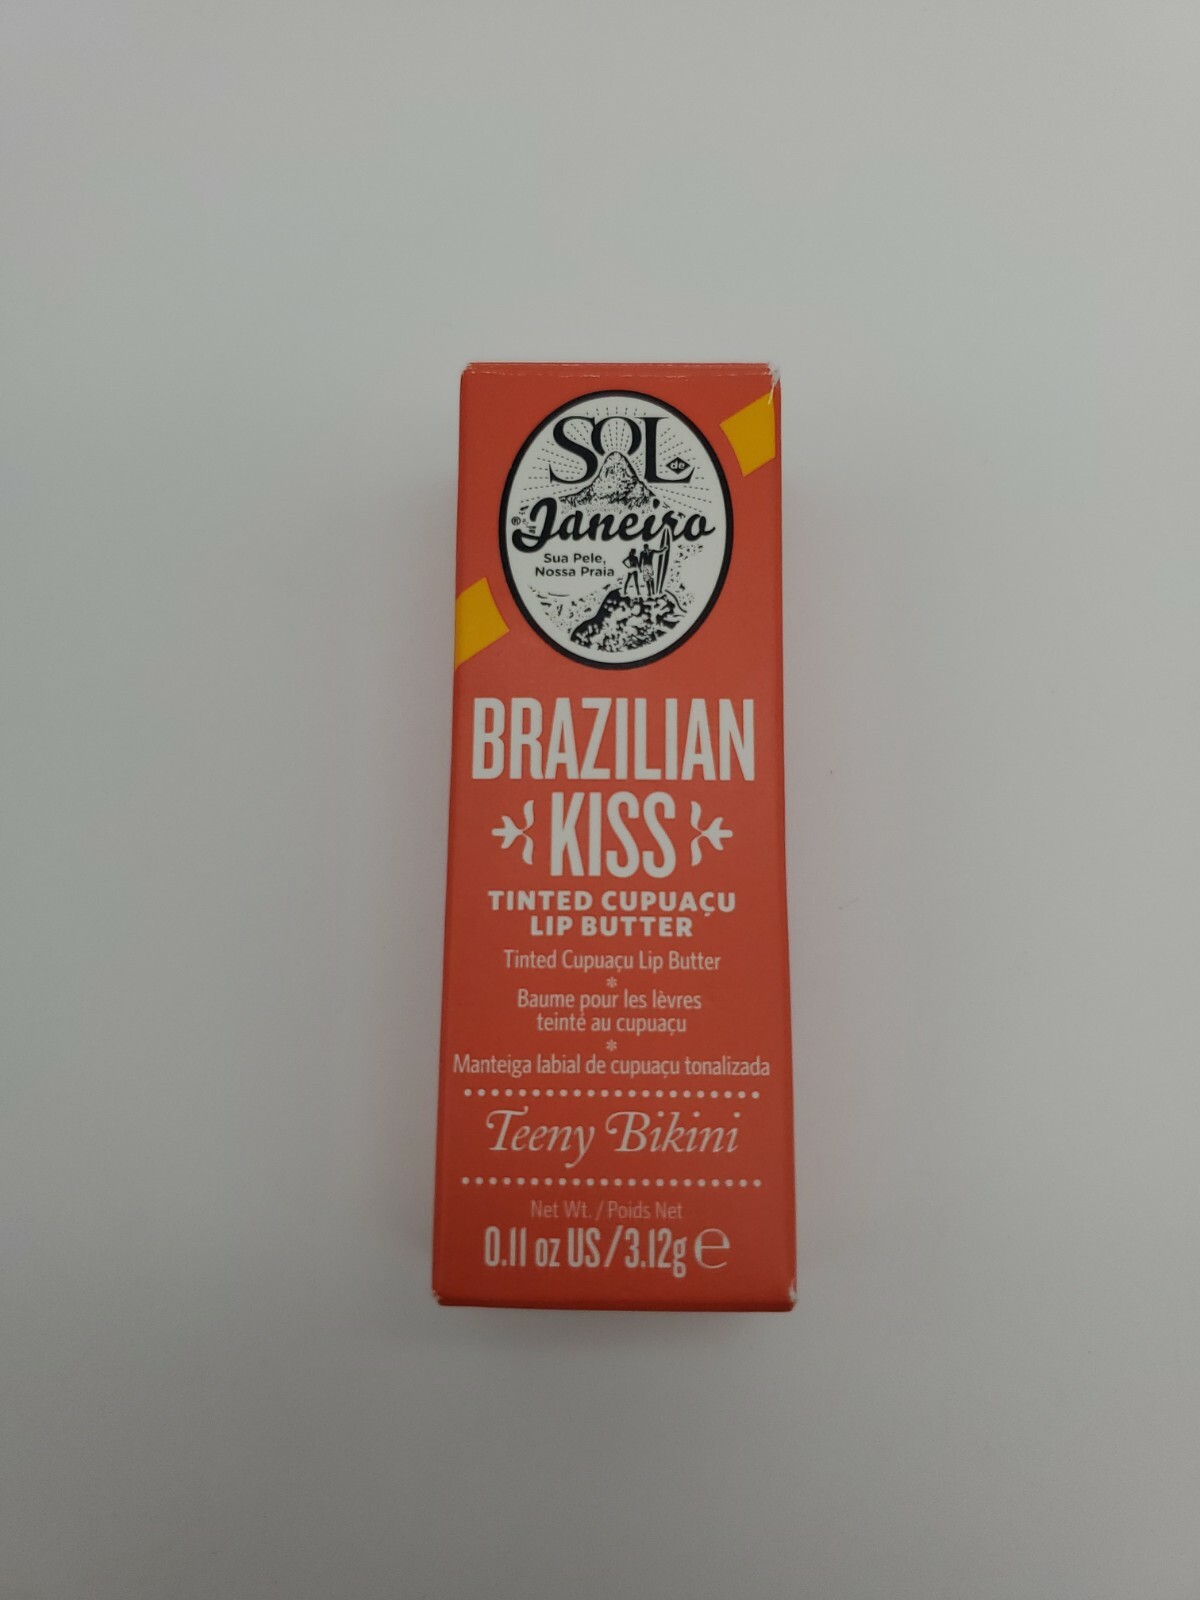 SOL de
®Janeiro
Sua Pele,
Nossa Praia
BRAZILIAN
KISS
TINTED CUPUAÇU
LIP BUTTER
Tinted Cupuaçu Lip Butter
*
Baume pour les lèvres
teinté au cupuaçu
*
Manteiga labial de cupuaçu tonalizada
Teeny Bikini
Net Wt. / Poids Net
0.11 oz US/3.12g ℮